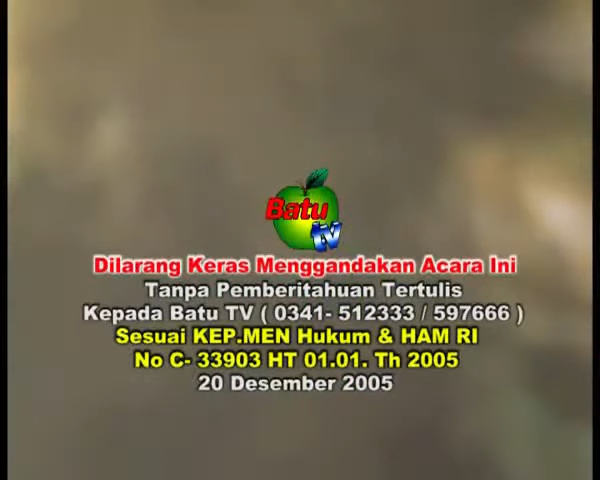 Batu
tv
Dilarang Keras Menggandakan Acara Ini
Tanpa Pemberitahuan Tertulis
Kepada Batu TV ( 0341- 512333 / 597666 )
Sesuai KEP.MEN Hukum & HAM RI
No C- 33903 HT 01.01. Th 2005
20 Desember 2005